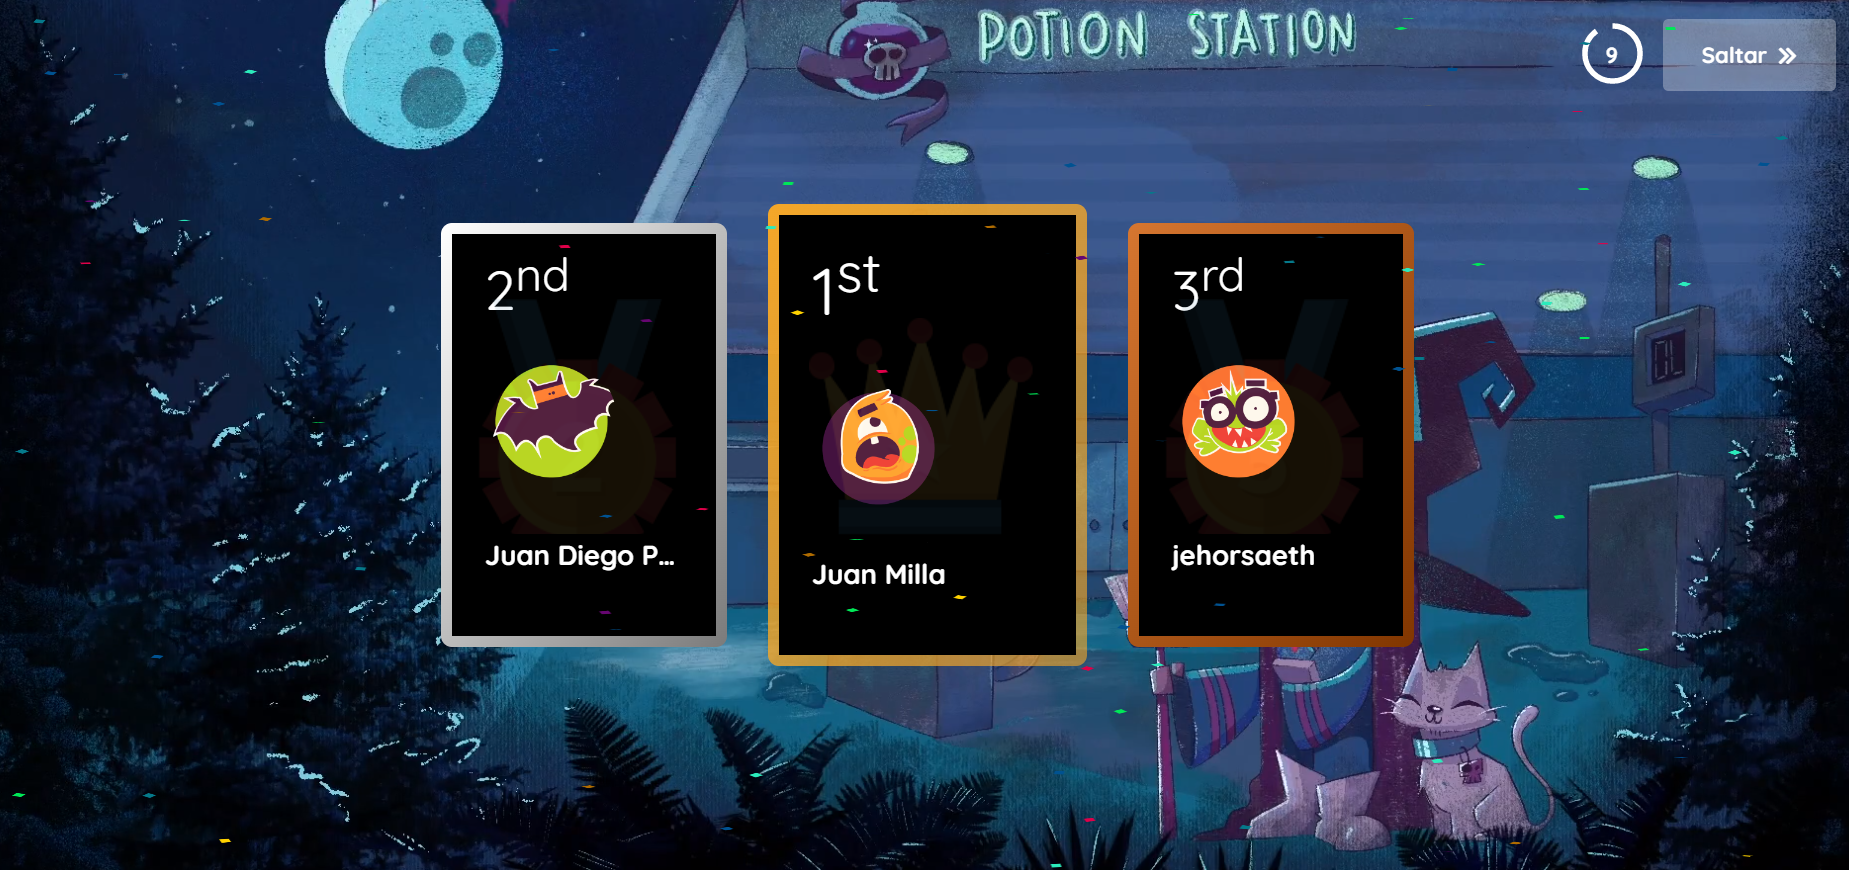 POTION STATION
9
Saltar
2nd
Juan Diego P...
1st
Juan Milla
3rd
jehorsaeth